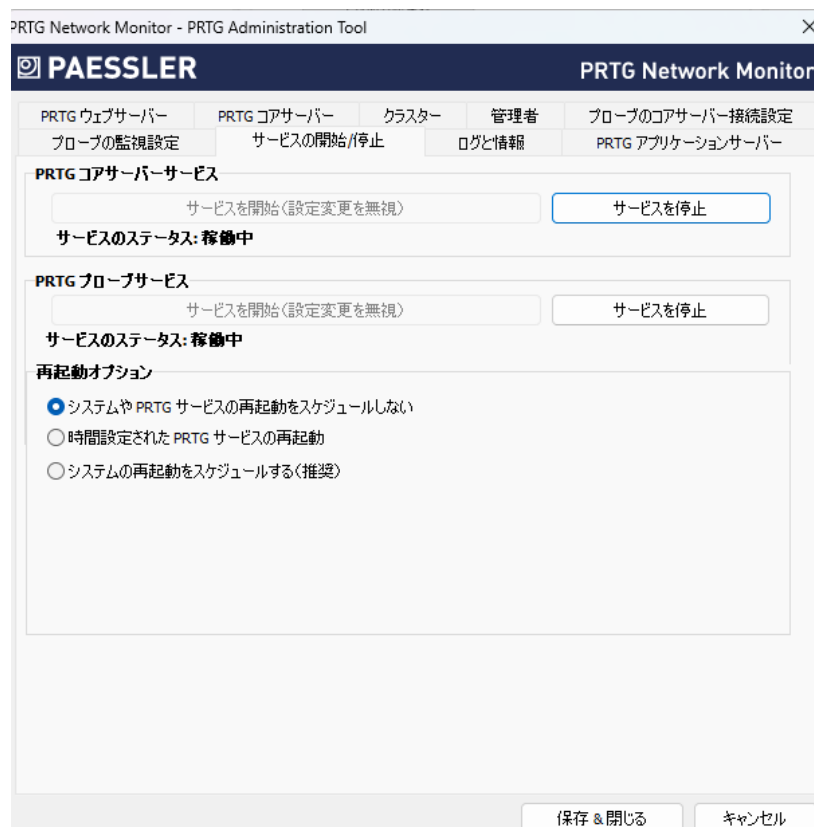 PRTG Network Monitor - PRTG Administration Tool
PAESSLER
PRTG Network Monitor
PRTG ウェブサーバー PRTG コアサーバー クラスター 管理者 プローブのコアサーバー接続設定
プローブの監視設定 サービスの開始/停止 ログと情報 PRTG アプリケーションサーバー
PRTG コアサーバーサービス
サービスを開始(設定変更を無視) サービスを停止
サービスのステータス: 稼働中
PRTG プローブサービス
サービスを開始(設定変更を無視) サービスを停止
サービスのステータス: 稼働中
再起動オプション
システムや PRTG サービスの再起動をスケジュールしない
時間設定された PRTG サービスの再起動
システムの再起動をスケジュールする(推奨)
保存 & 閉じる キャンセル